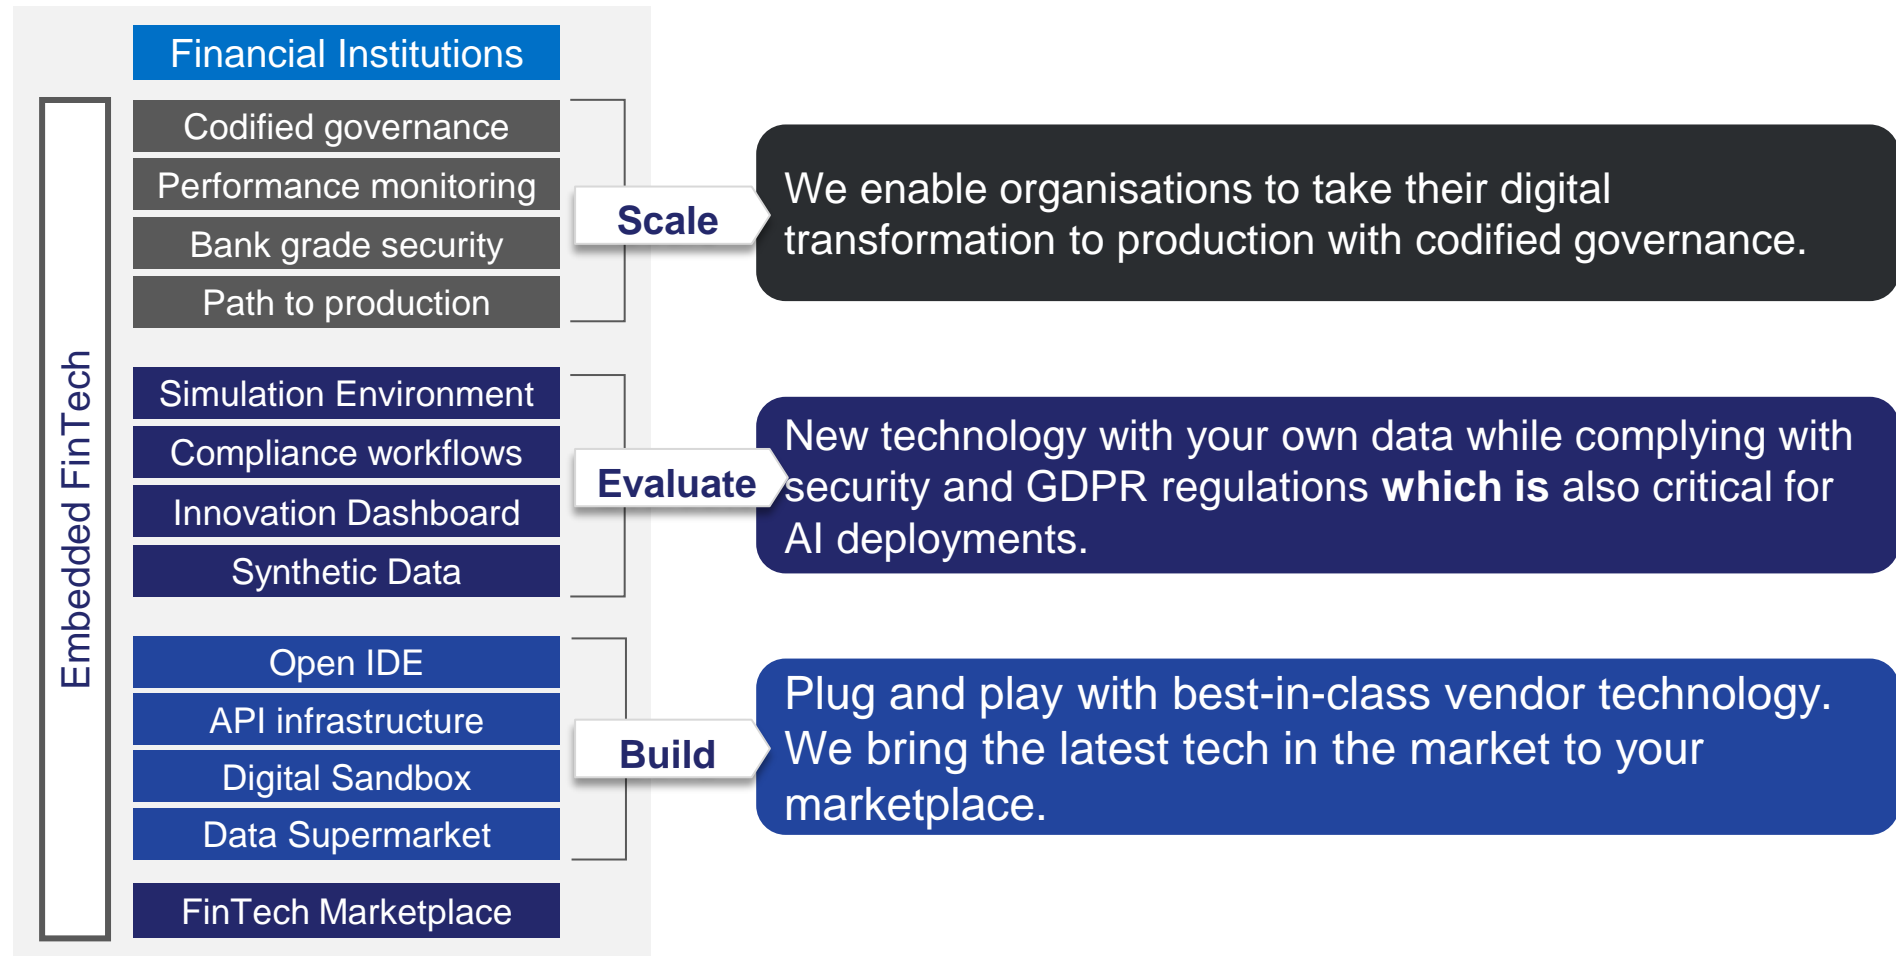 Financial Institutions
Embedded FinTech
Codified governance
Performance monitoring
Bank grade security
Path to production
Scale
We enable organisations to take their digital
transformation to production with codified governance.
Simulation Environment
Compliance workflows
Innovation Dashboard
Synthetic Data
Evaluate
New technology with your own data while complying with
security and GDPR regulations which is also critical for
AI deployments.
Open IDE
API infrastructure
Digital Sandbox
Data Supermarket
Build
Plug and play with best-in-class vendor technology.
We bring the latest tech in the market to your
marketplace.
FinTech Marketplace